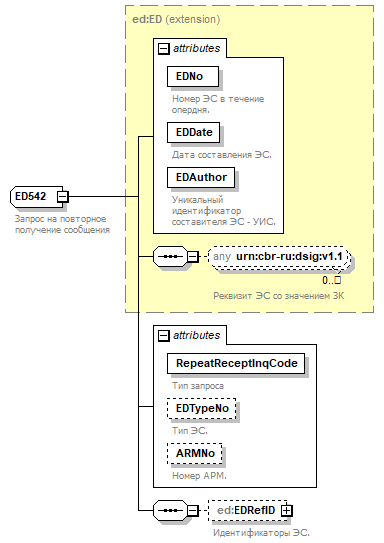 ed:ED (extension)
attributes
EDNo
Номер ЭС в течение
опердня.
EDDate
Дата составления ЭС.
EDAuthor
Уникальный
идентификатор
составителя ЭС - УИС.
ED542
Запрос на повторное
получение сообщения
any urn:cbr-ru:dsig:v1.1
0..□
Реквизит ЭС со значением ЗК
attributes
RepeatReceptInqCode
Тип запроса
EDTypeNo
Тип ЭС.
ARMNo
Номер АРМ.
ed:EDRefID
Идентификаторы ЭС.